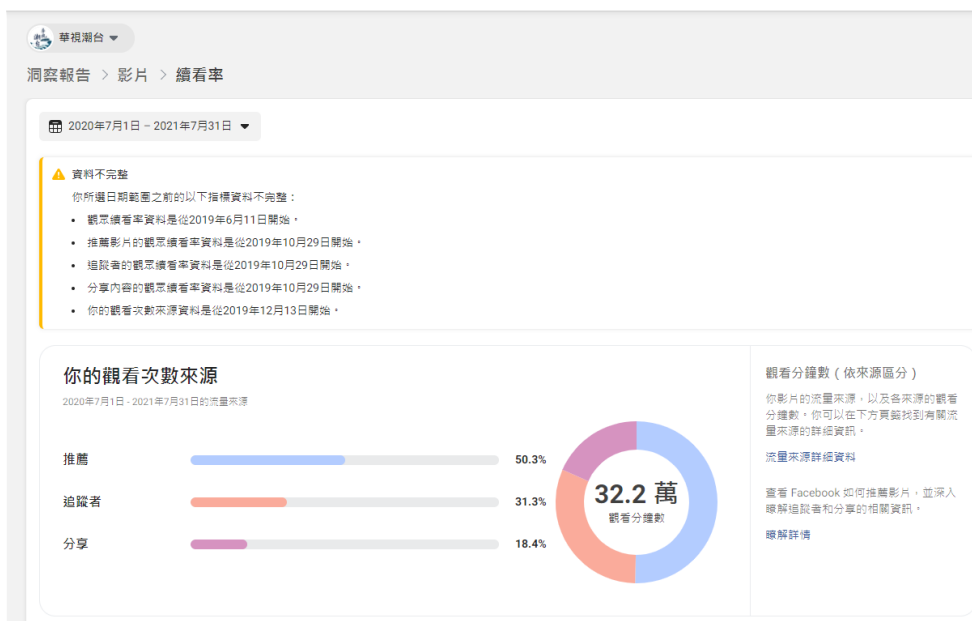 華視潮台
洞察報告 > 影片 > 續看率
2020年7月1日 – 2021年7月31日
資料不完整
你所選日期範圍之前的以下指標資料不完整：
• 觀眾續看率資料是從2019年6月11日開始。
• 推薦影片的觀眾續看率資料是從2019年10月29日開始。
• 追蹤者的觀眾續看率資料是從2019年10月29日開始。
• 分享內容的觀眾續看率資料是從2019年10月29日開始。
• 你的觀看次數來源資料是從2019年12月13日開始。
你的觀看次數來源
2020年7月1日 - 2021年7月31日的流量來源
推薦 50.3%
追蹤者 31.3%
分享 18.4%
32.2 萬
觀看分鐘數
觀看分鐘數（依來源區分）
你影片的流量來源，以及各來源的觀看
分鐘數。你可以在下方頁籤找到有關流
量來源的詳細資訊。
流量來源詳細資料
查看 Facebook 如何推薦影片，並深入
瞭解追蹤者和分享的相關資訊。
瞭解詳情